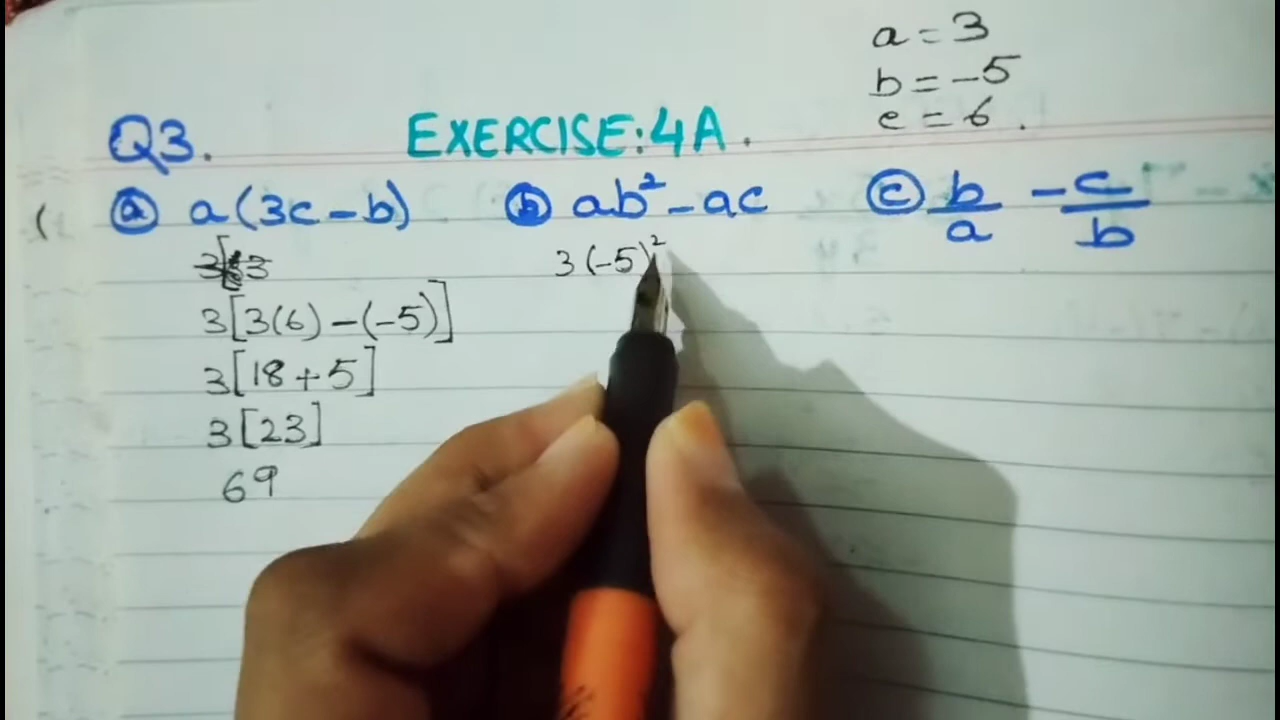 a = 3
b = -5
c = 6.
Q3. EXERCISE:4A.
(a) a(3c-b) (b) ab² - ac (c) b/a - c/b
3(-5)²
3[3(6)-(-5)]
3[18+5]
3[23]
69